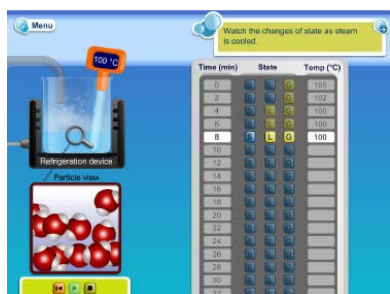 Menu
Watch the changes of state as steam
is cooled.
100 °C
Time (min) State Temp (°C)
0 S L G 105
2 S L G 102
4 S L G 100
6 S L G 100
8 S L G 100
10 S L G
12 S L G
14 S L G
16 S L G
18 S L G
20 S L G
22 S L G
24 S L G
26 S L G
28 S L G
30 S L G
Refrigeration device
Particle view